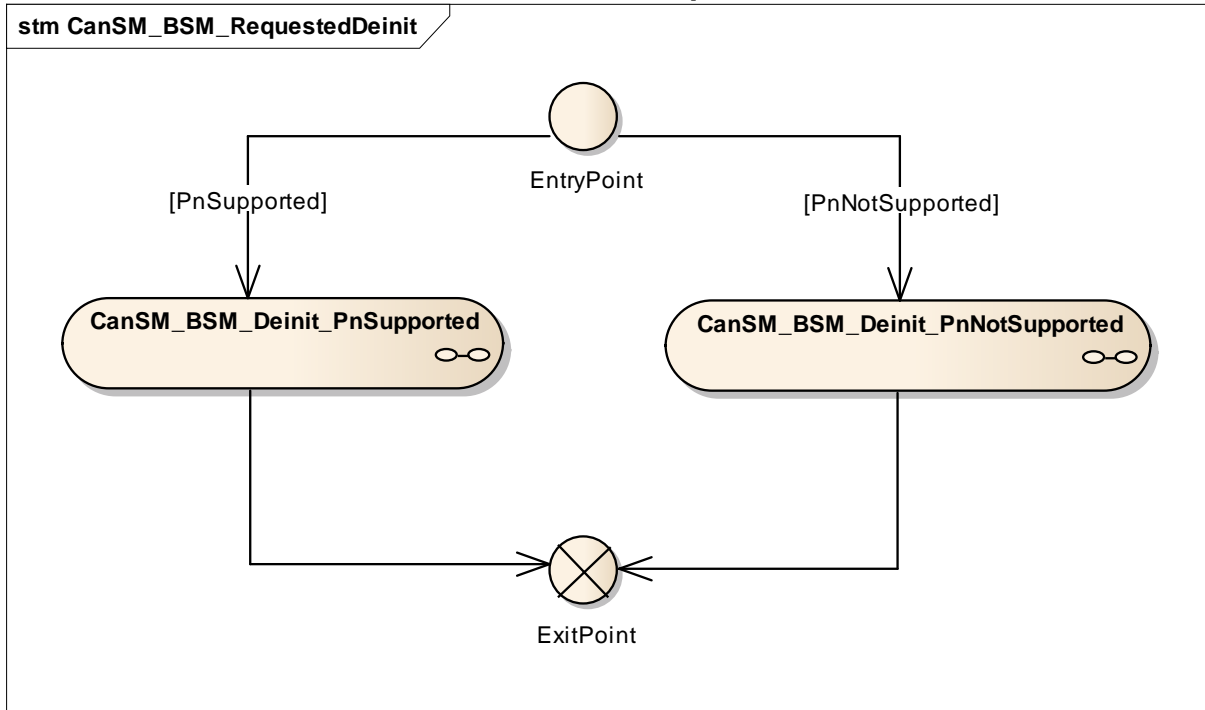 stm CanSM_BSM_RequestedDeinit
EntryPoint
[PnSupported]
[PnNotSupported]
CanSM_BSM_Deinit_PnSupported
CanSM_BSM_Deinit_PnNotSupported
ExitPoint